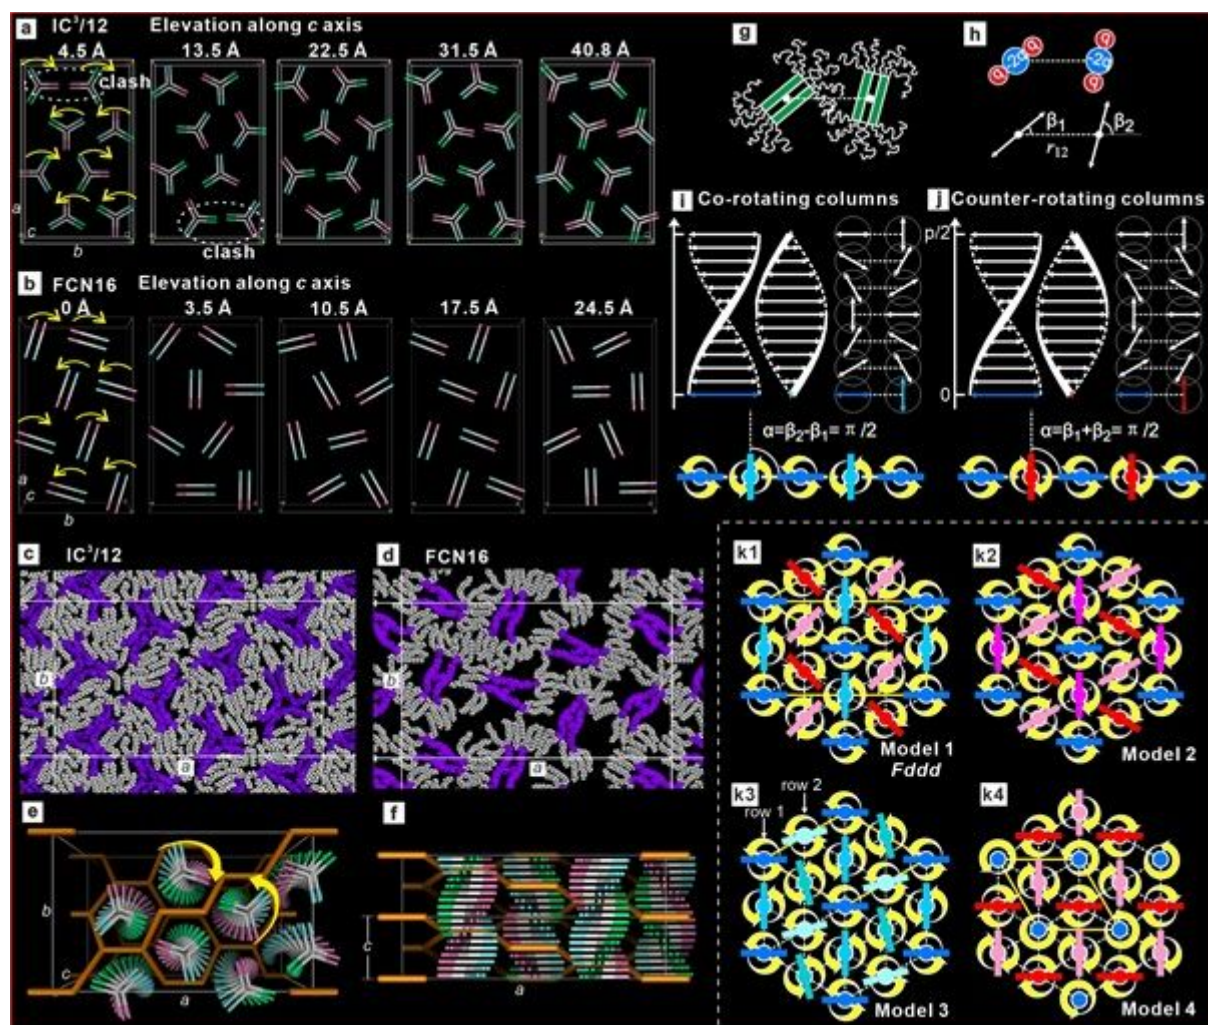 a IC³/12 Elevation along c axis
4.5 Å 13.5 Å 22.5 Å 31.5 Å 40.8 Å
clash
clash
a
c
b
b FCN16 Elevation along c axis
0 Å 3.5 Å 10.5 Å 17.5 Å 24.5 Å
a
c
b
c IC³/12
b
a
d FCN16
b
a
e
b
c
a
f
c
a
g
h
q -2q q
q -2q q
β₁ β₂
r₁₂
i Co-rotating columns
j Counter-rotating columns
p/2
0
α=β₂-β₁= π/2
α=β₁+β₂= π/2
k1
Model 1
Fddd
k2
Model 2
k3
row 1
row 2
Model 3
k4
Model 4